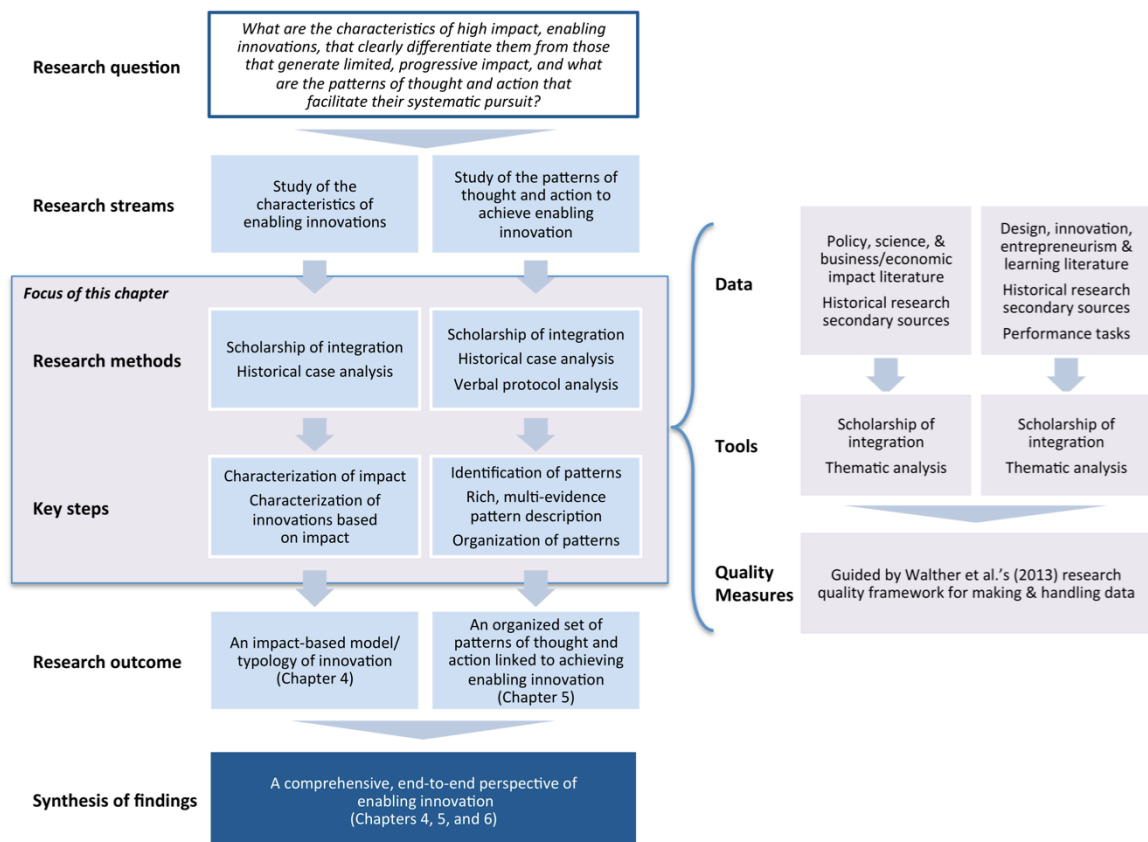 Research question
What are the characteristics of high impact, enabling
innovations, that clearly differentiate them from those
that generate limited, progressive impact, and what
are the patterns of thought and action that
facilitate their systematic pursuit?
Research streams
Study of the
characteristics of
enabling innovations
Study of the patterns of
thought and action to
achieve enabling
innovation
Focus of this chapter
Research methods
Scholarship of integration
Historical case analysis
Scholarship of integration
Historical case analysis
Verbal protocol analysis
Key steps
Characterization of impact
Characterization of
innovations based
on impact
Identification of patterns
Rich, multi-evidence
pattern description
Organization of patterns
Research outcome
An impact-based model/
typology of innovation
(Chapter 4)
An organized set of
patterns of thought and
action linked to achieving
enabling innovation
(Chapter 5)
Synthesis of findings
A comprehensive, end-to-end perspective of
enabling innovation
(Chapters 4, 5, and 6)
Data
Policy, science, &
business/economic
impact literature
Historical research
secondary sources
Design, innovation,
entrepreneurism &
learning literature
Historical research
secondary sources
Performance tasks
Tools
Scholarship of
integration
Thematic analysis
Scholarship of
integration
Thematic analysis
Quality
Measures
Guided by Walther et al.'s (2013) research
quality framework for making & handling data